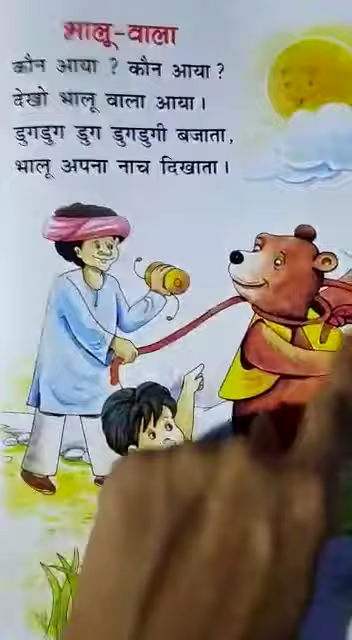 भालू-वाला
कौन आया ? कौन आया ?
देखो भालू वाला आया।
डुगडुग डुग डुगडुगी बजाता,
भालू अपना नाच दिखाता।